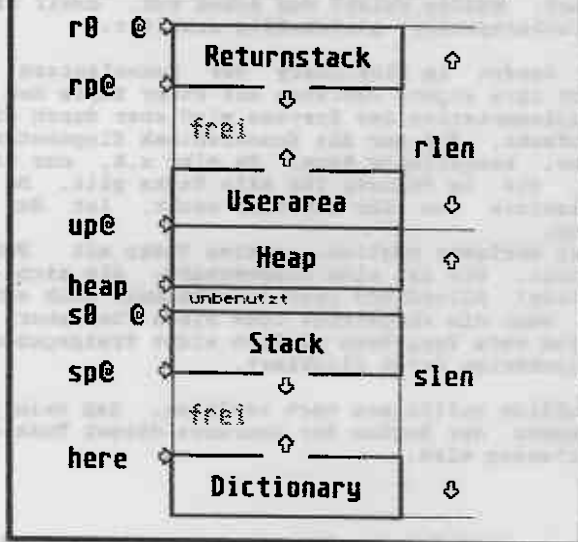 r0 @
Returnstack
rp@
frei
rlen
Userarea
up@
Heap
heap
unbenutzt
s0 @
Stack
sp@
slen
frei
here
Dictionary